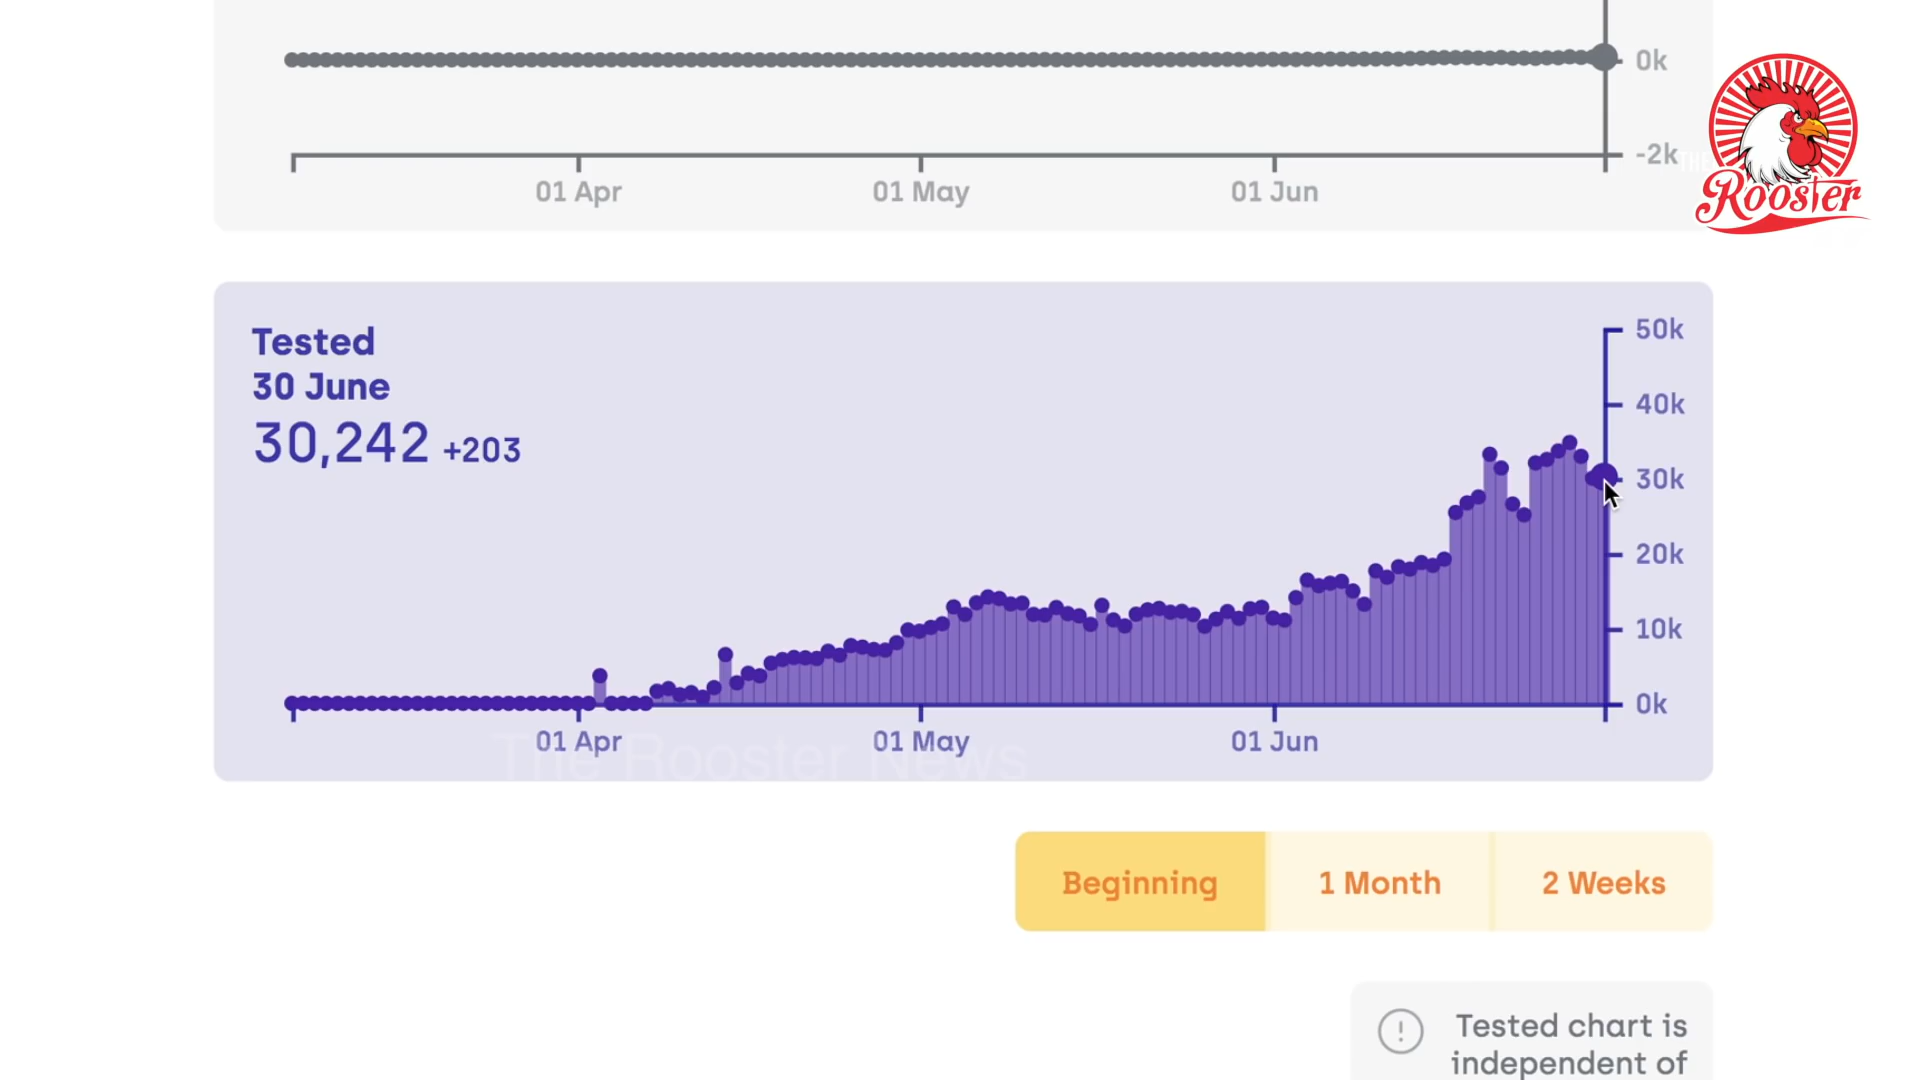 0k
-2k
THE
Rooster
01 Apr
01 May
01 Jun
Tested
30 June
30,242 +203
50k
40k
30k
20k
10k
0k
01 Apr
01 May
01 Jun
The Rooster News
Beginning
1 Month
2 Weeks
Tested chart is
independent of